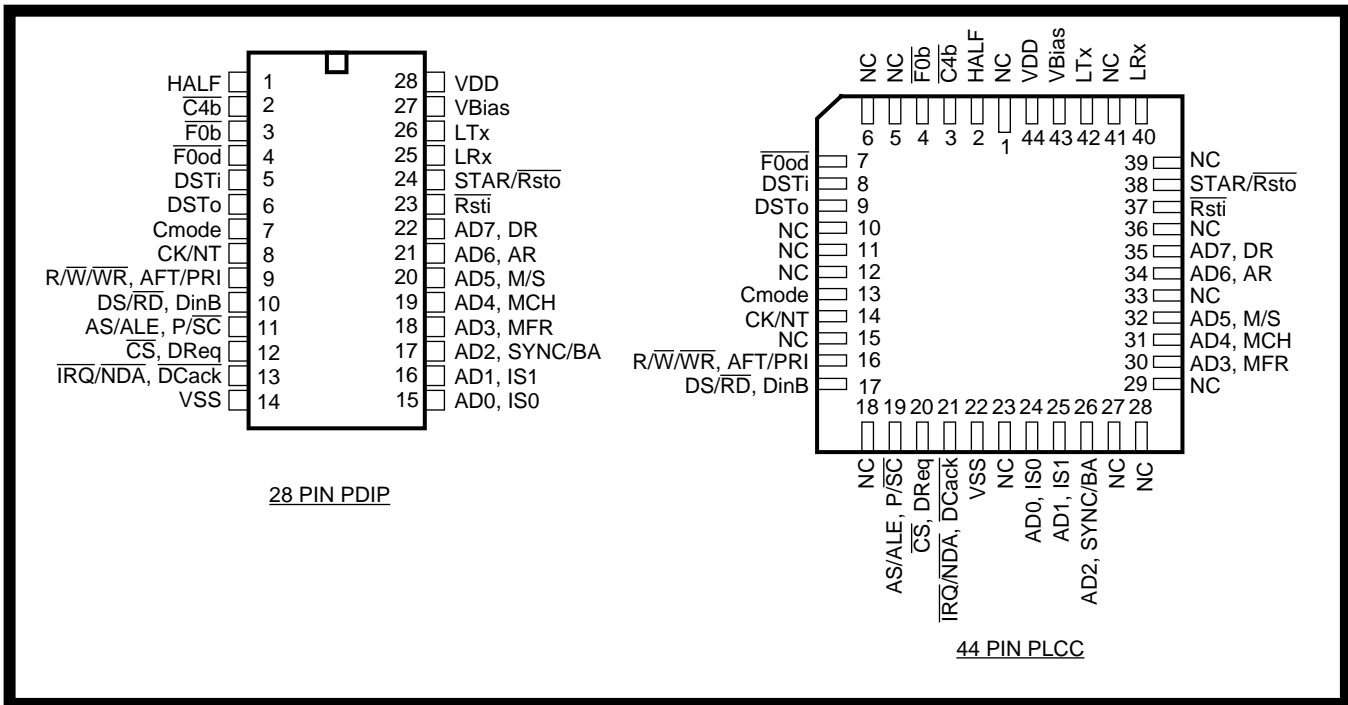 HALF 1 28 VDD
C4b 2 27 VBias
F0b 3 26 LTx
F0od 4 25 LRx
DSTi 5 24 STAR/Rsto
DSTo 6 23 Rsti
Cmode 7 22 AD7, DR
CK/NT 8 21 AD6, AR
R/W/WR, AFT/PRI 9 20 AD5, M/S
DS/RD, DinB 10 19 AD4, MCH
AS/ALE, P/SC 11 18 AD3, MFR
CS, DReq 12 17 AD2, SYNC/BA
IRQ/NDA, DCack 13 16 AD1, IS1
VSS 14 15 AD0, IS0
28 PIN PDIP
NC NC F0b C4b HALF NC VDD VBias LTx NC LRx
6 5 4 3 2 1 44 43 42 41 40
F0od 7 39 NC
DSTi 8 38 STAR/Rsto
DSTo 9 37 Rsti
NC 10 36 NC
NC 11 35 AD7, DR
NC 12 34 AD6, AR
Cmode 13 33 NC
CK/NT 14 32 AD5, M/S
NC 15 31 AD4, MCH
R/W/WR, AFT/PRI 16 30 AD3, MFR
DS/RD, DinB 17 29 NC
18 19 20 21 22 23 24 25 26 27 28
NC
AS/ALE, P/SC
CS, DReq
IRQ/NDA, DCack
VSS
NC
AD0, IS0
AD1, IS1
AD2, SYNC/BA
NC
NC
44 PIN PLCC